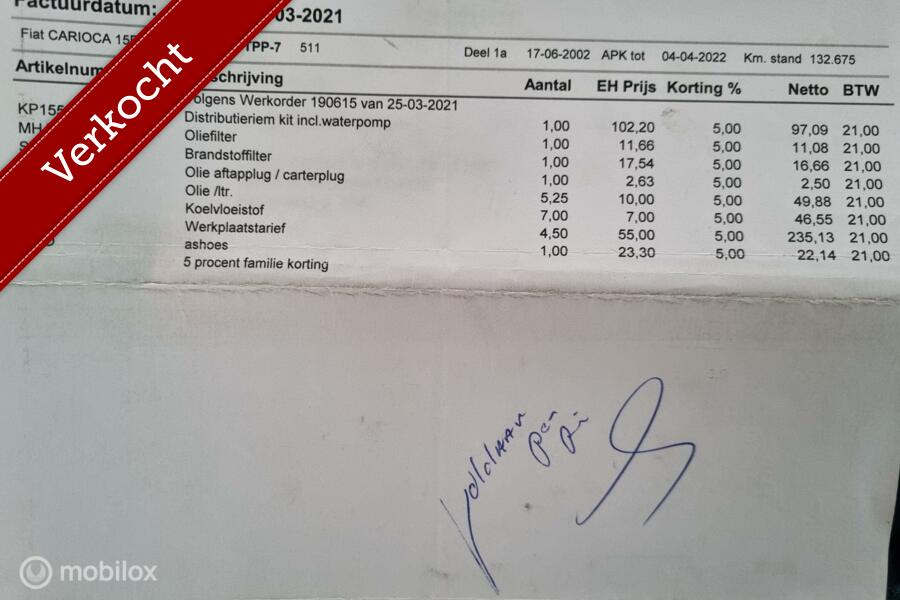 Factuurdatum: 03-2021
Fiat CARIOCA 155 TPP-7 511 Deel 1a 17-06-2002 APK tot 04-04-2022 Km. stand 132.675
Artikelnum chrijving Aantal EH Prijs Korting % Netto BTW
olgens Werkorder 190615 van 25-03-2021
KP155 Distributieriem kit incl.waterpomp 1,00 102,20 5,00 97,09 21,00
MH Oliefilter 1,00 11,66 5,00 11,08 21,00
Brandstoffilter 1,00 17,54 5,00 16,66 21,00
Olie aftapplug / carterplug 1,00 2,63 5,00 2,50 21,00
Olie /ltr. 5,25 10,00 5,00 49,88 21,00
Koelvloeistof 7,00 7,00 5,00 46,55 21,00
Werkplaatstarief 4,50 55,00 5,00 235,13 21,00
ashoes 1,00 23,30 5,00 22,14 21,00
5 procent familie korting
Verkocht
mobilox